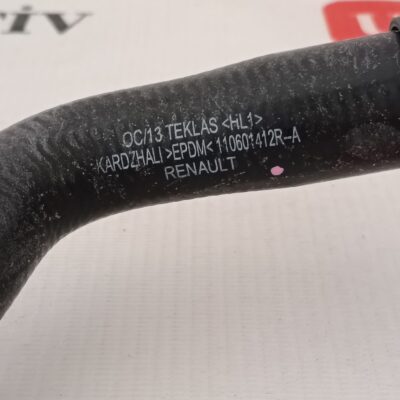 OC/13 TEKLAS <HL1>
KARDZHALI >EPDM< 110601412R-A
RENAULT